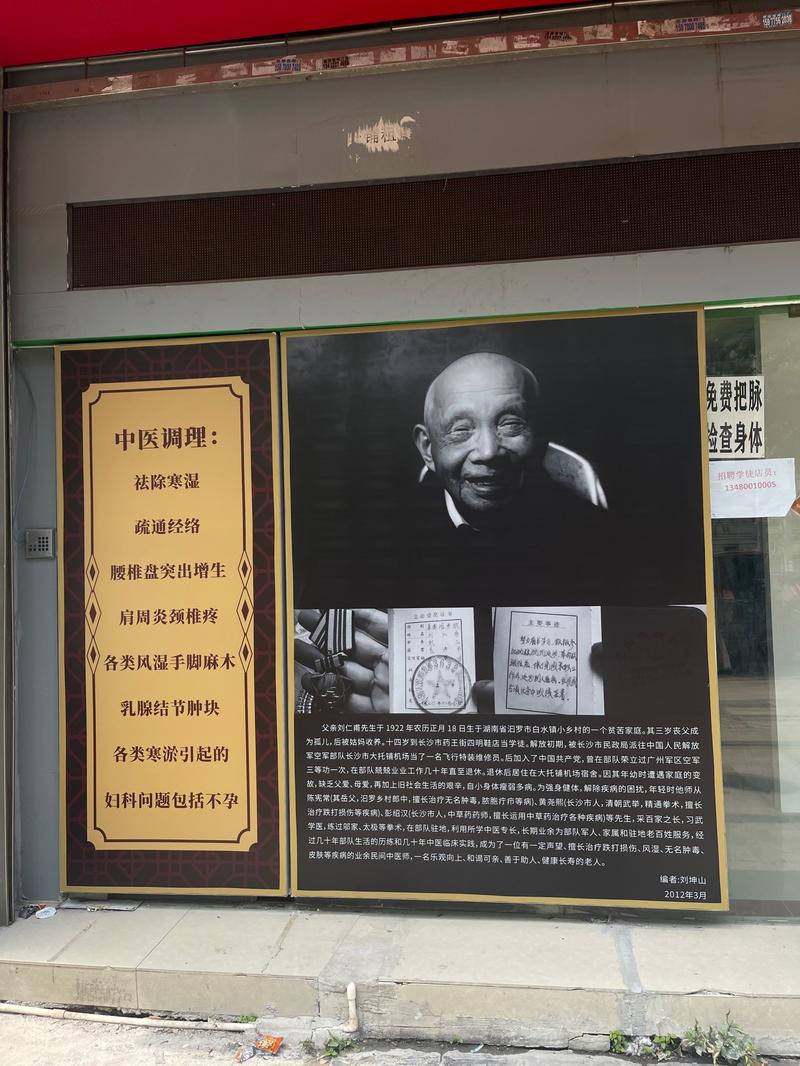 中医调理：
祛除寒湿
疏通经络
腰椎盘突出增生
肩周炎颈椎疼
各类风湿手脚麻木
乳腺结节肿块
各类寒淤引起的
妇科问题包括不孕
免费把脉
检查身体
招聘学徒店员：
13480010005
主要事迹
父亲刘仁甫先生于1922年农历正月18日生于湖南省汨罗市白水镇小乡村的一个贫苦家庭。其三岁丧父成
为孤儿，后被姑妈收养。十四岁到长沙市药王街四明鞋店当学徒。解放初期，被长沙市民政局派往中国人民解放
军空军部队长沙市大托铺机场当了一名飞行特装维修员。后加入了中国共产党，曾在部队荣立过广州军区空军
三等功一次，在部队兢兢业业工作几十年直至退休。退休后居住在大托铺机场宿舍。因其年幼时遭遇家庭的变
故，缺乏父爱、母爱，再加上旧社会生活的艰辛，自小身体瘦弱多病。为强身健体，解除疾病的困扰，年轻时他师从
陈宪常(其岳父，汨罗乡村郎中，擅长治疗无名肿毒，脓胞疔疖等病)、黄尧熙(长沙市人，清朝武举，精通拳术，擅长
治疗跌打损伤等疾病)、彭绍汉(长沙市人，中草药药师，擅长运用中草药治疗各种疾病)等先生，采百家之长，习武
学医，练过邬家、太极等拳术，在部队驻地，利用所学中医专长，长期业余为部队军人、家属和驻地老百姓服务，经
过几十年部队生活的历练和几十年中医临床实践，成为了一位有一定声望、擅长治疗跌打损伤、风湿、无名肿毒、
皮肤等疾病的业余民间中医师，一名乐观向上、和谒可亲、善于助人、健康长寿的老人。
编者:刘坤山
2012年3月